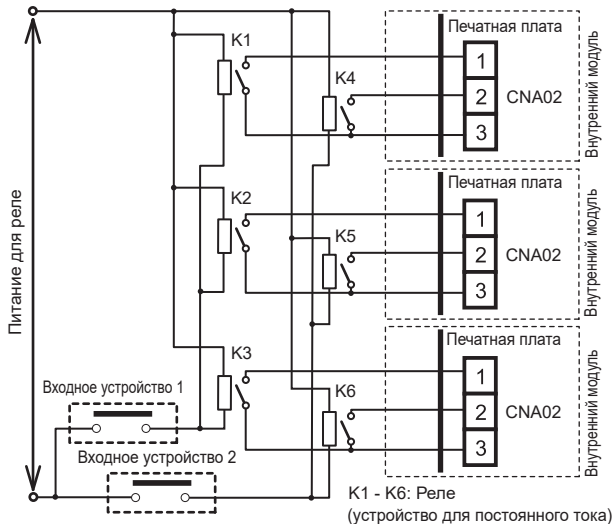 Печатная плата
K1
1
K4
2
CNA02
3
Внутренний модуль
Печатная плата
K2
1
K5
2
CNA02
3
Внутренний модуль
Питание для реле
Печатная плата
K3
1
Входное устройство 1
K6
2
CNA02
3
Внутренний модуль
Входное устройство 2
K1 - K6: Реле
(устройство для постоянного тока)